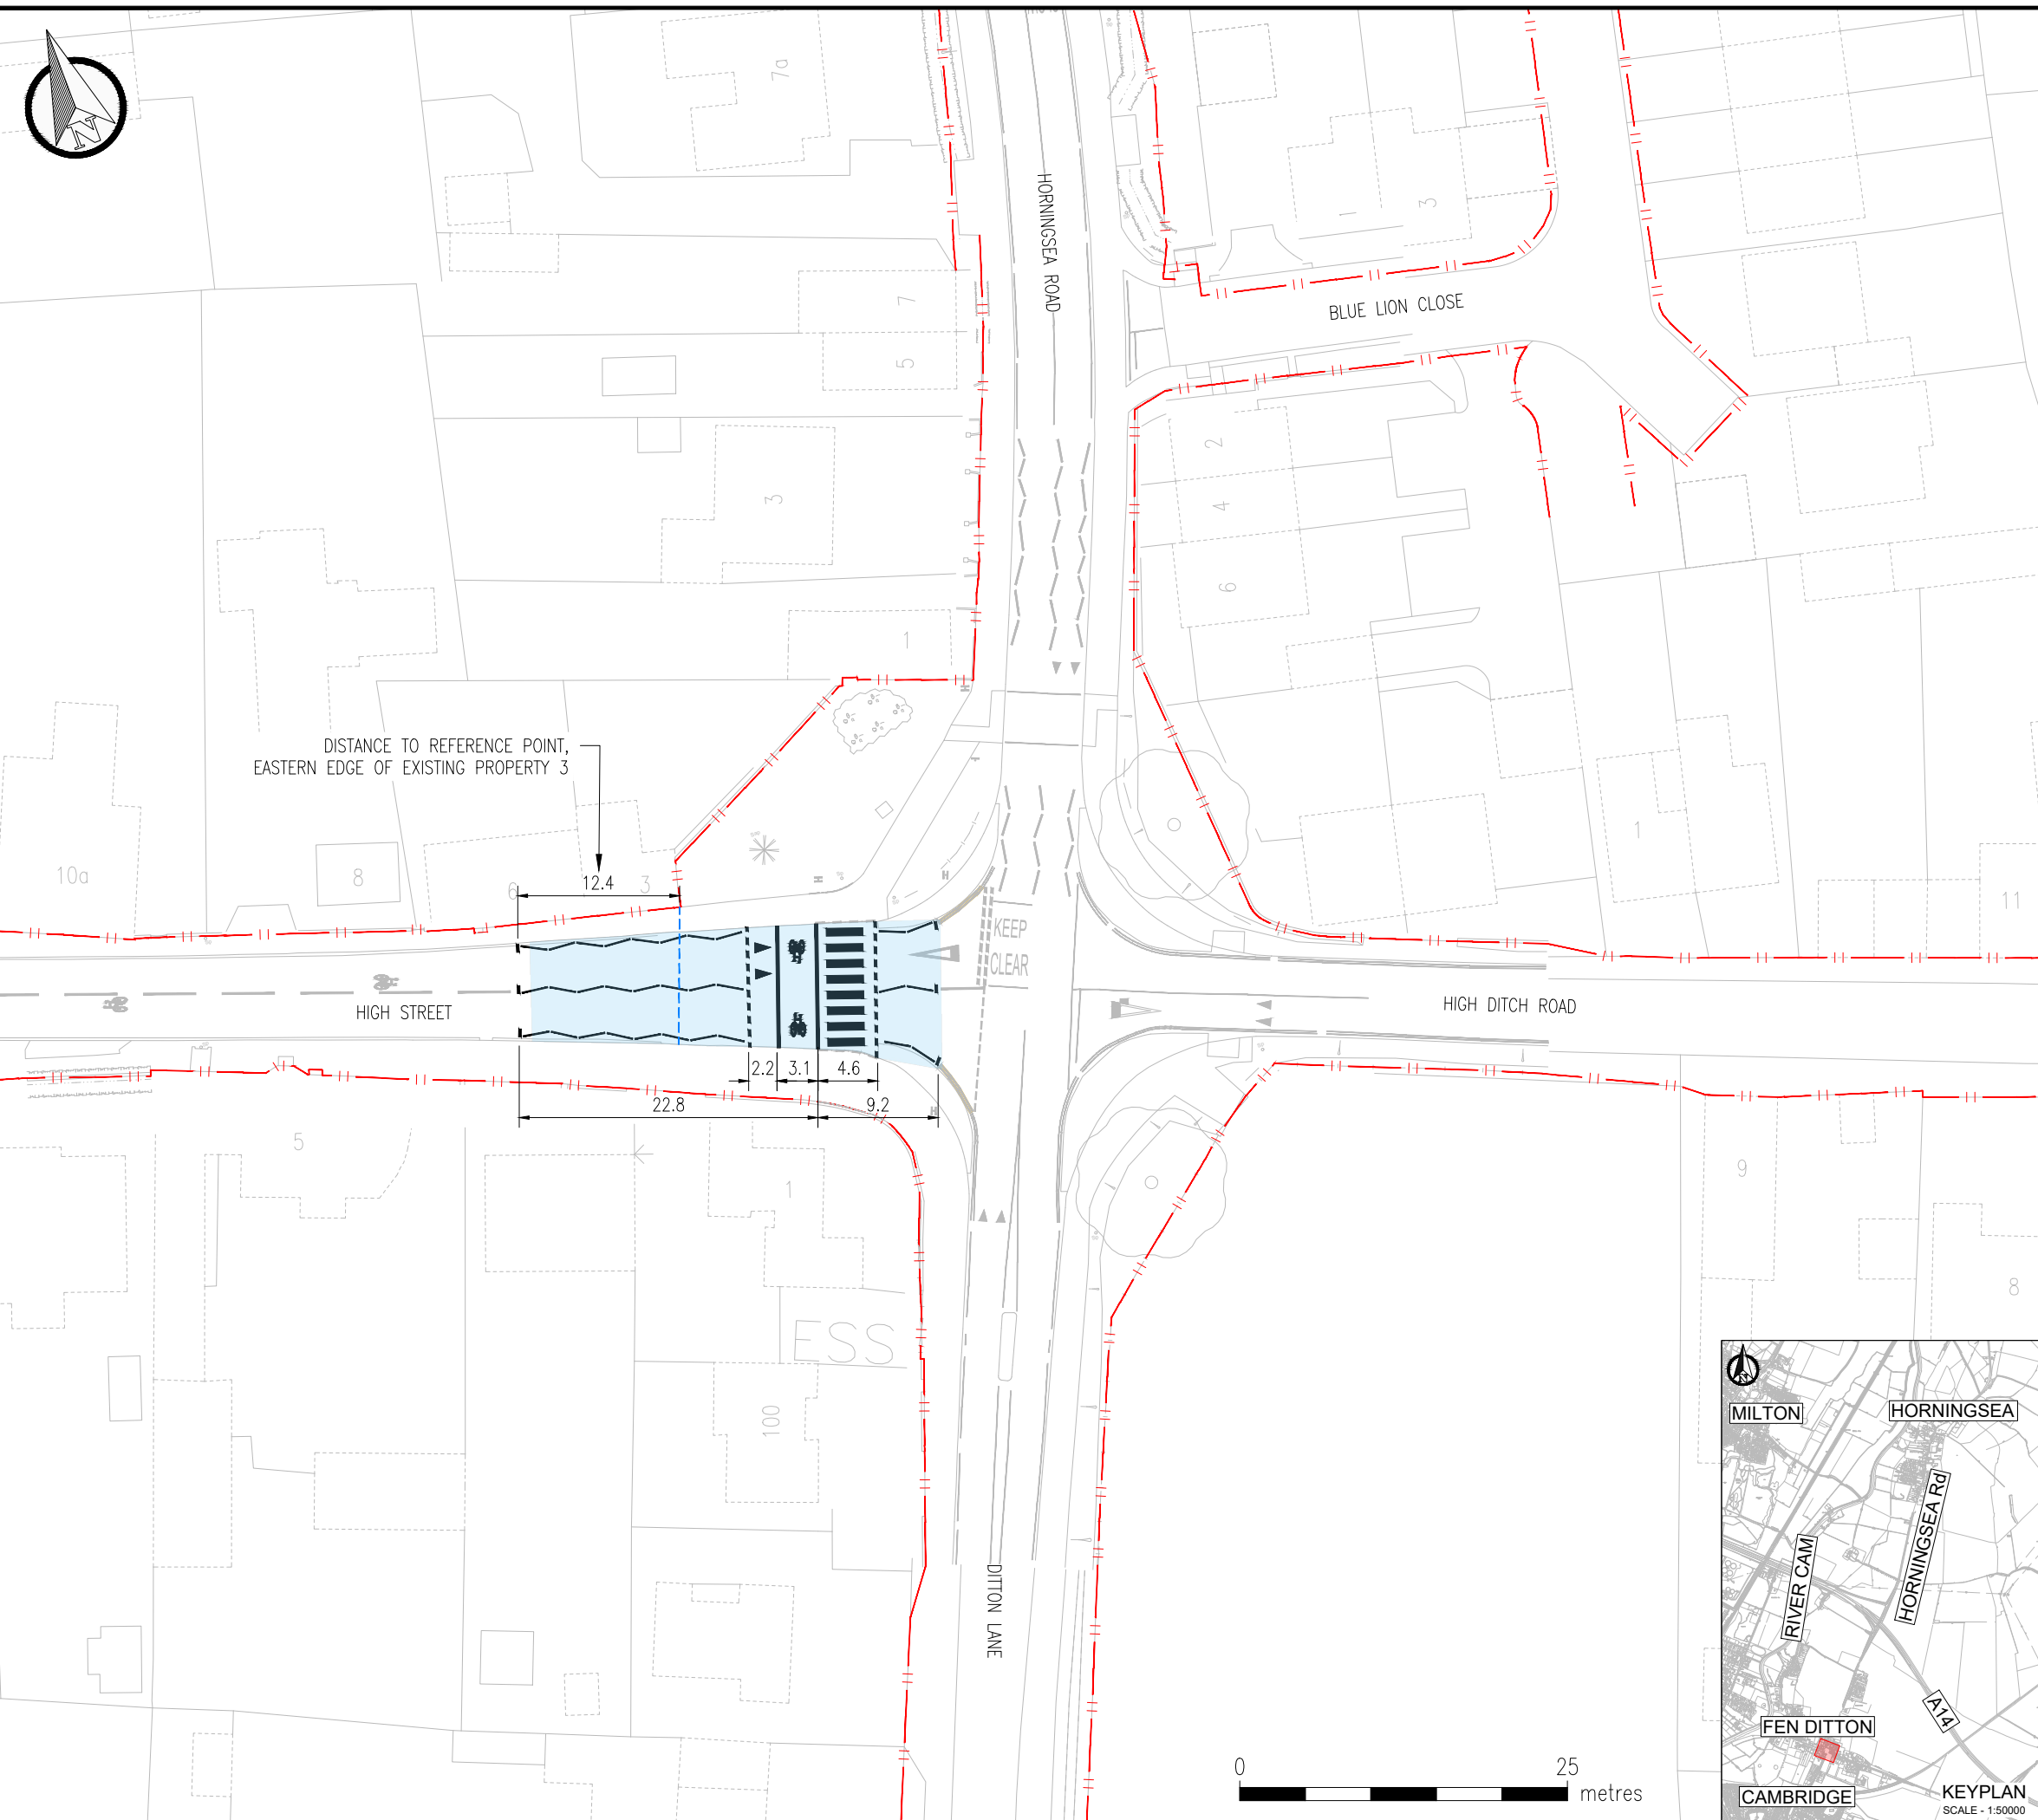 7a
HORNINGSEA ROAD
1
3
BLUE LION CLOSE
7
5
3
2
4
6
1
DISTANCE TO REFERENCE POINT,
EASTERN EDGE OF EXISTING PROPERTY 3
10a
8
6
12.4
3
1
11
KEEP
CLEAR
HIGH STREET
HIGH DITCH ROAD
2.2
3.1
4.6
22.8
9.2
5
1
9
8
ESS
100
DITTON LANE
0
25
metres
N
MILTON
HORNINGSEA
HORNINGSEA Rd
RIVER CAM
A14
FEN DITTON
CAMBRIDGE
KEYPLAN
SCALE - 1:50000